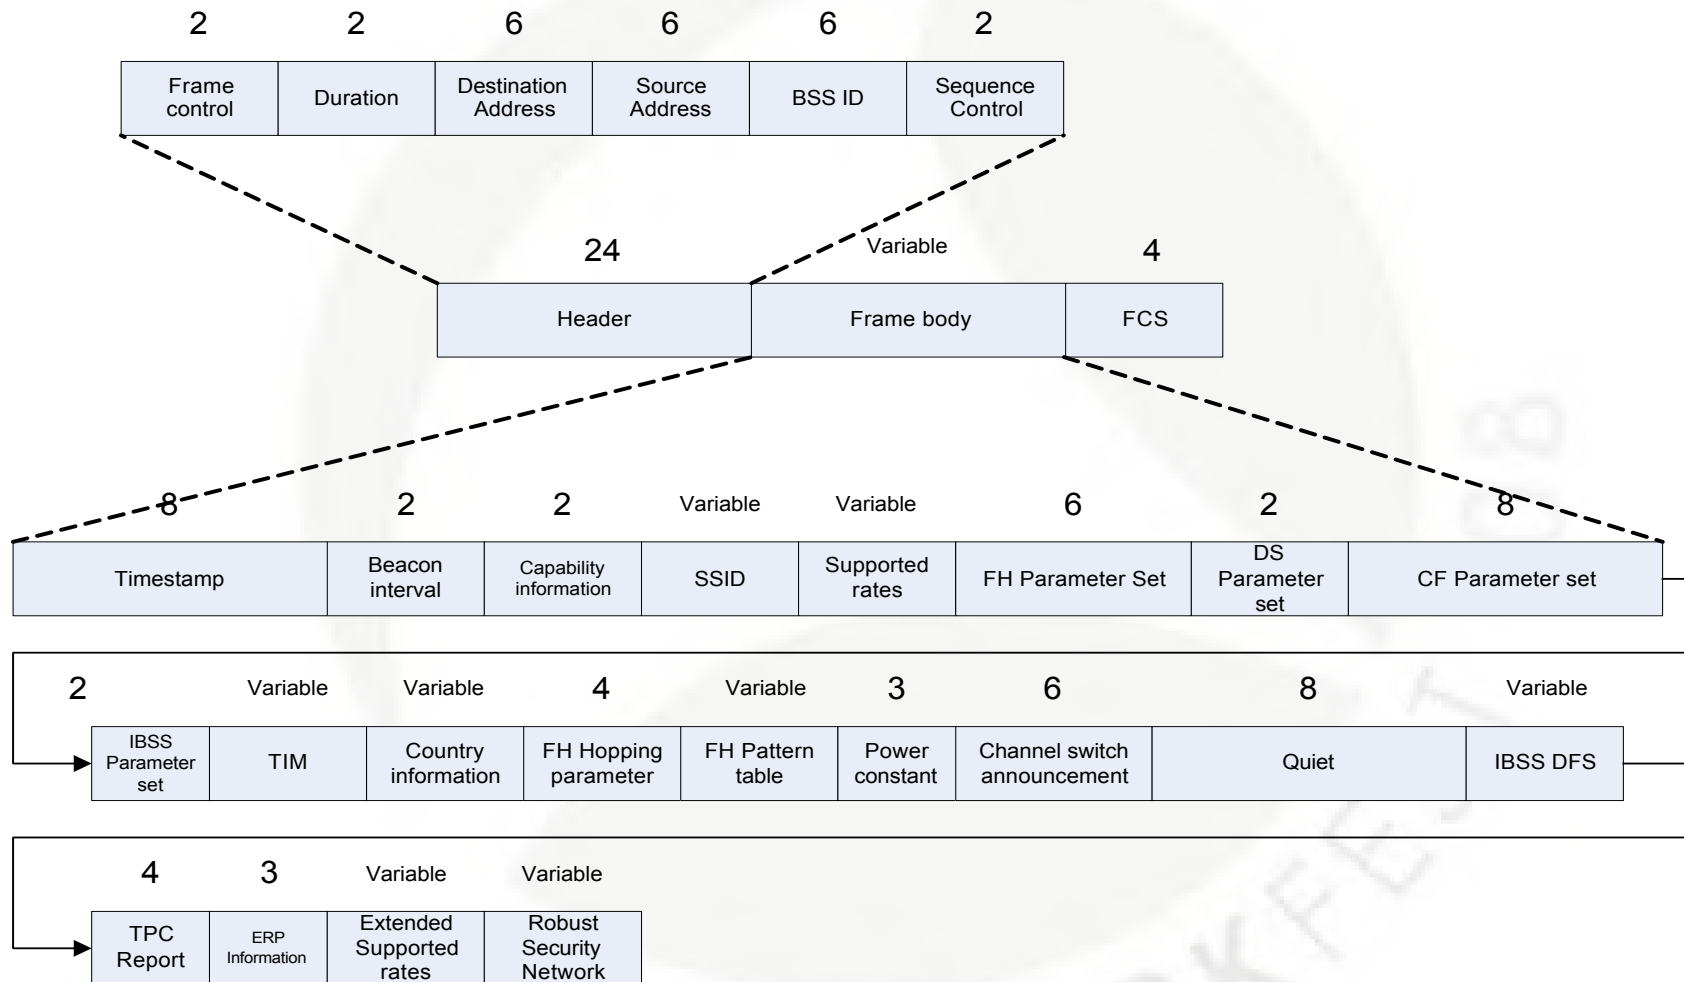 2 2 6 6 6 2
Frame
control
Duration
Destination
Address
Source
Address
BSS ID
Sequence
Control
24 Variable 4
Header
Frame body
FCS
8 2 2 Variable Variable 6 2 8
Timestamp
Beacon
interval
Capability
information
SSID
Supported
rates
FH Parameter Set
DS
Parameter
set
CF Parameter set
2 Variable Variable 4 Variable 3 6 8 Variable
IBSS
Parameter
set
TIM
Country
information
FH Hopping
parameter
FH Pattern
table
Power
constant
Channel switch
announcement
Quiet
IBSS DFS
4 3 Variable Variable
TPC
Report
ERP
Information
Extended
Supported
rates
Robust
Security
Network